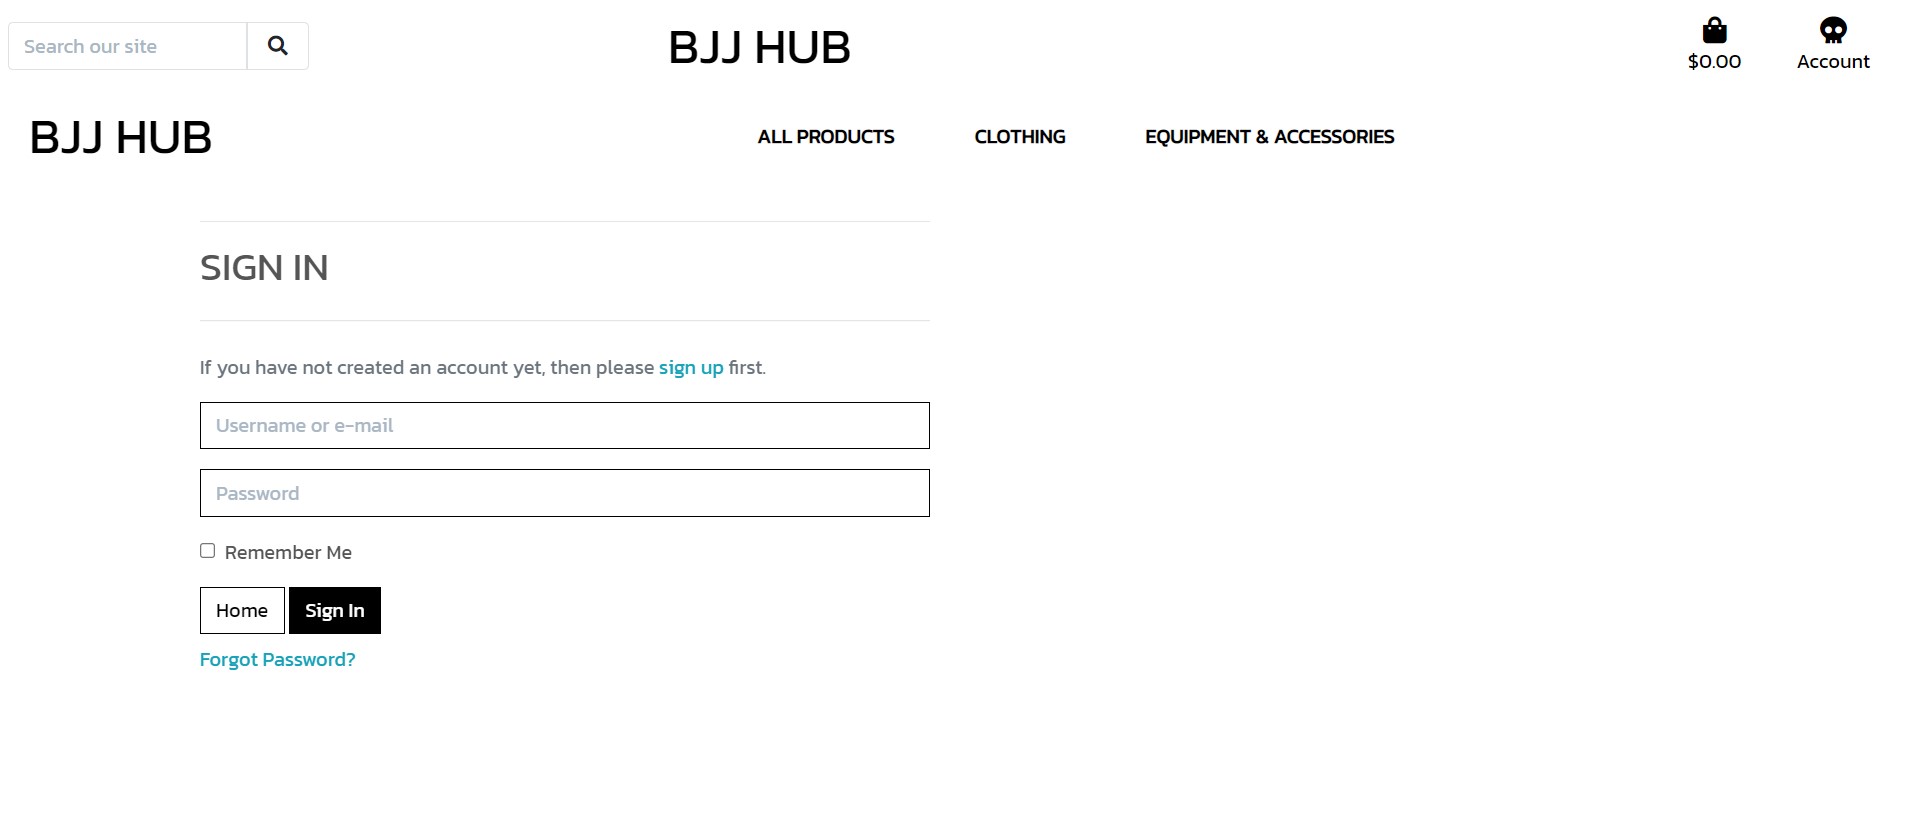 Search our site
BJJ HUB
$0.00
Account
BJJ HUB
ALL PRODUCTS
CLOTHING
EQUIPMENT & ACCESSORIES
SIGN IN
If you have not created an account yet, then please sign up first.
Username or e-mail
Password
Remember Me
Home
Sign In
Forgot Password?